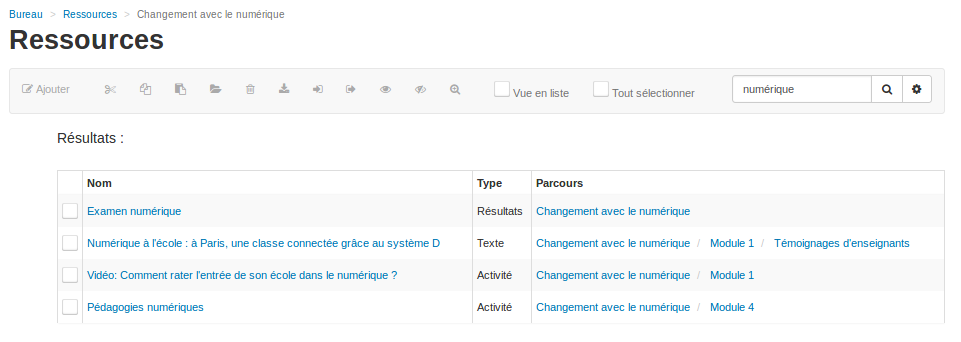 Bureau > Ressources > Changement avec le numérique
Ressources
Ajouter Vue en liste Tout sélectionner numérique
Résultats :
Nom Type Parcours
Examen numérique Résultats Changement avec le numérique
Numérique à l'école : à Paris, une classe connectée grâce au système D Texte Changement avec le numérique / Module 1 / Témoignages d'enseignants
Vidéo: Comment rater l'entrée de son école dans le numérique ? Activité Changement avec le numérique / Module 1
Pédagogies numériques Activité Changement avec le numérique / Module 4